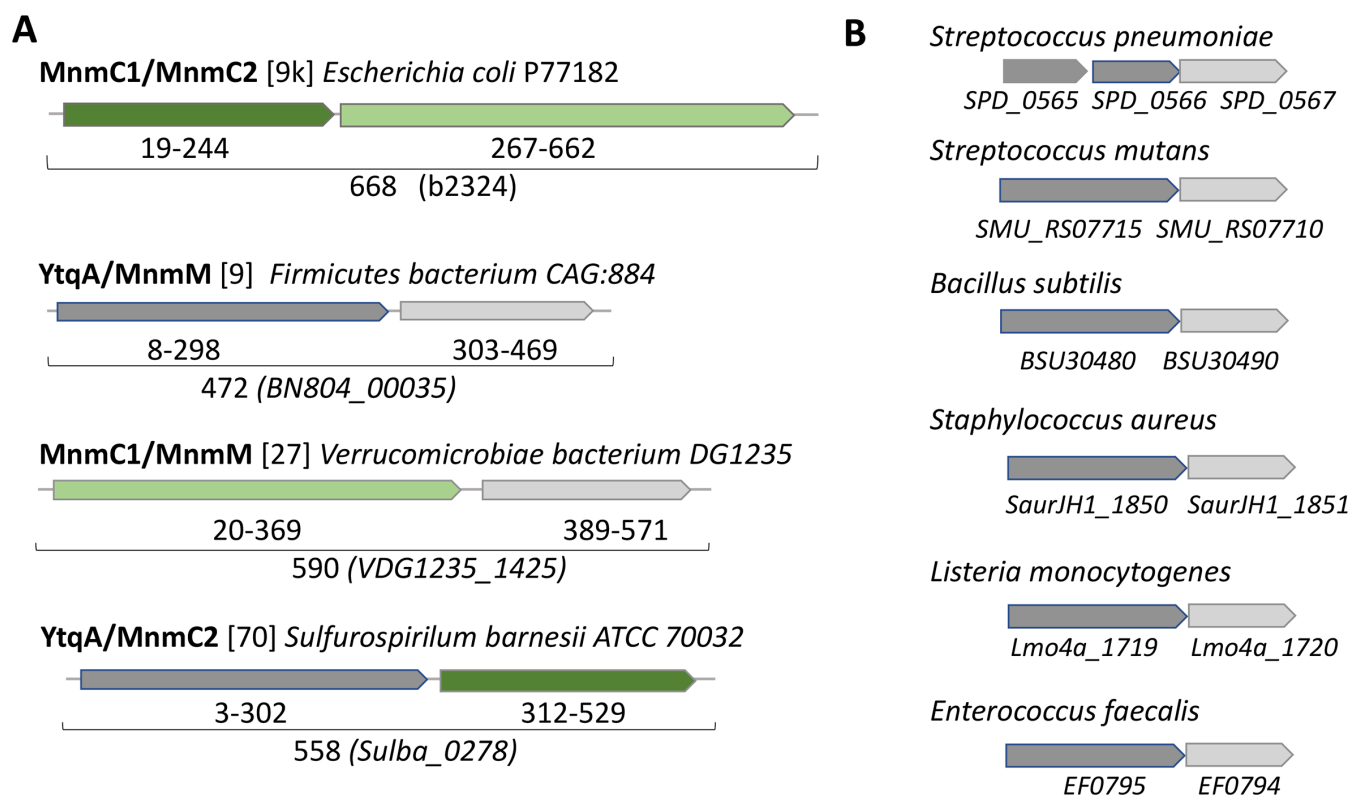 A
MnmC1/MnmC2 [9k] Escherichia coli P77182
19-244 267-662
668 (b2324)
YtqA/MnmM [9] Firmicutes bacterium CAG:884
8-298 303-469
472 (BN804_00035)
MnmC1/MnmM [27] Verrucomicrobiae bacterium DG1235
20-369 389-571
590 (VDG1235_1425)
YtqA/MnmC2 [70] Sulfurospirilum barnesii ATCC 70032
3-302 312-529
558 (Sulba_0278)
B
Streptococcus pneumoniae
SPD_0565 SPD_0566 SPD_0567
Streptococcus mutans
SMU_RS07715 SMU_RS07710
Bacillus subtilis
BSU30480 BSU30490
Staphylococcus aureus
SaurJH1_1850 SaurJH1_1851
Listeria monocytogenes
Lmo4a_1719 Lmo4a_1720
Enterococcus faecalis
EF0795 EF0794